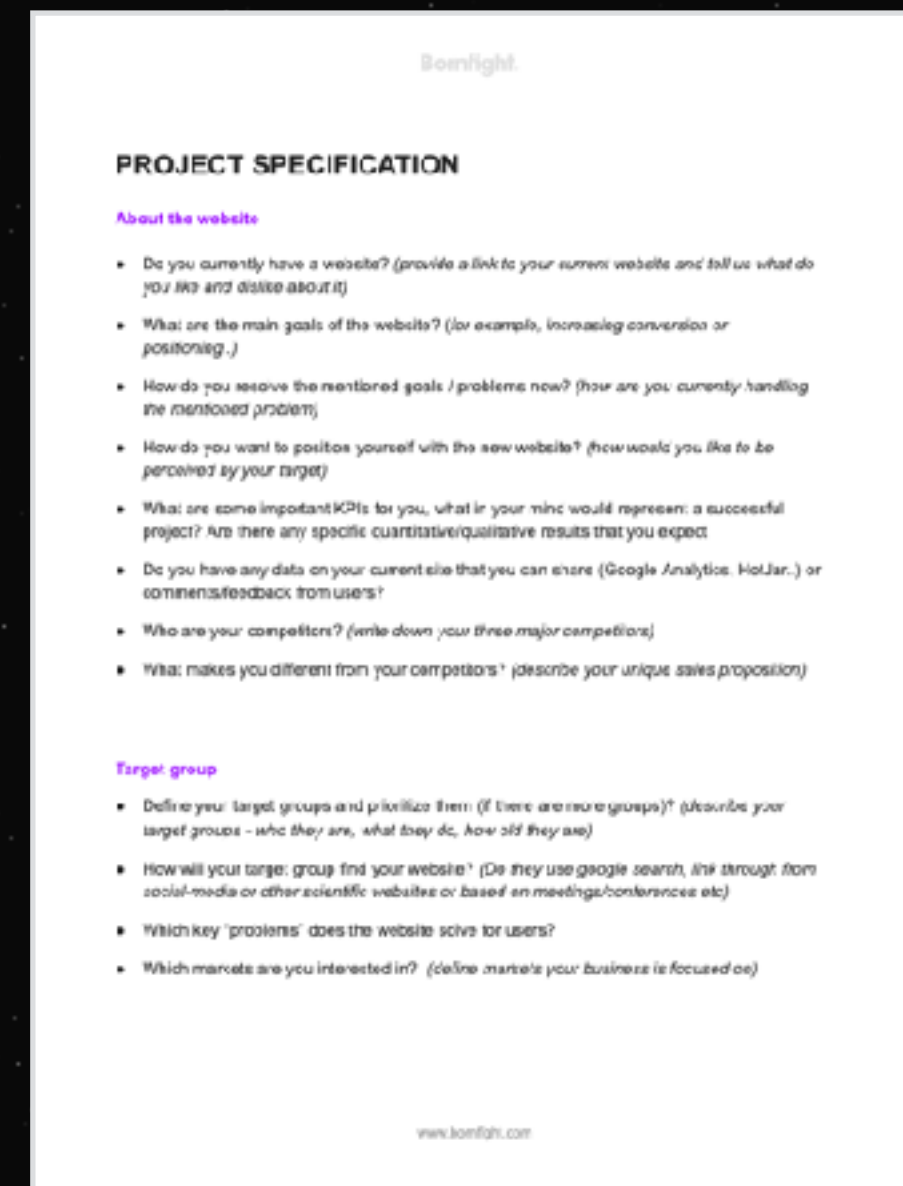 Bornfight.
PROJECT SPECIFICATION
About the website
• Do you currently have a website? (provide a link to your current website and tell us what do
you like and dislike about it)
• What are the main goals of the website? (for example, increasing conversion or
positioning..)
• How do you resolve the mentioned goals / problems now? (how are you currently handling
the mentioned problem)
• How do you want to position yourself with the new website? (how would you like to be
perceived by your target)
• What are some important KPIs for you, what in your mind would represent a successful
project? Are there any specific quantitative/qualitative results that you expect
• Do you have any data on your current site that you can share (Google Analytics, HotJar..) or
comments/feedback from users?
• Who are your competitors? (write down your three major competitors)
• What makes you different from your competitors? (describe your unique sales proposition)
Target group
• Define your target groups and prioritize them (if there are more groups)? (describe your
target groups - who they are, what they do, how old they are)
• How will your target group find your website? (Do they use google search, link through from
social-media or other scientific websites or based on meetings/conferences etc)
• Which key "problems" does the website solve for users?
• Which markets are you interested in? (define markets your business is focused on)
www.bornfight.com